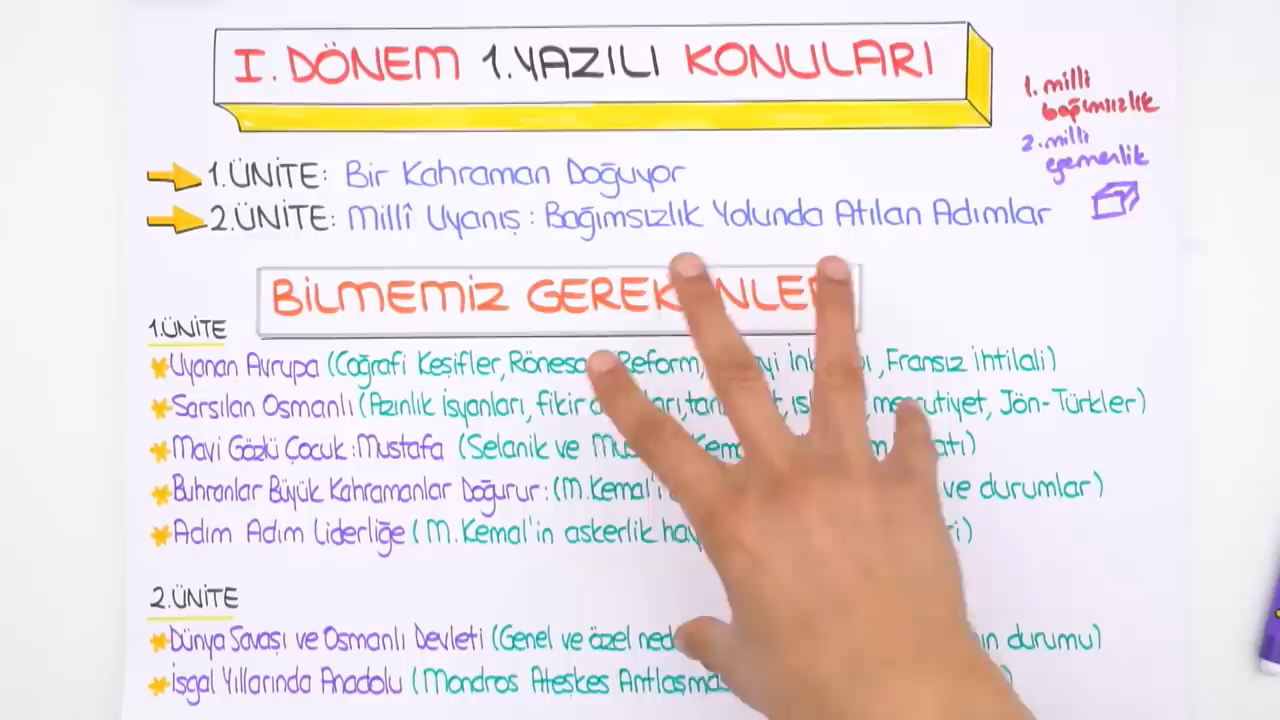 I. DÖNEM 1. YAZILI KONULARI
1. milli
bağımsızlık
2. milli
egemenlik
1. ÜNİTE: Bir Kahraman Doğuyor
2. ÜNİTE: Millî Uyanış: Bağımsızlık Yolunda Atılan Adımlar
BİLMEMİZ
1. ÜNİTE
Uyanan Avrupa (Coğrafi Keşifler, Reform, Fransız İhtilali)
Sarsılan Osmanlı (Azınlık isyanları, fikir meşrutiyet, Jön-Türkler)
Mavi Gözlü Çocuk: Mustafa (Selanik ve
Buhranlar Büyük Kahramanlar Doğurur: (M. Kemal'i ve durumlar)
Adım Adım Liderliğe (M. Kemal'in askerlik
2. ÜNİTE
Dünya Savaşı ve Osmanlı Devleti (Genel ve özel durumu)
İşgal Yıllarında Anadolu (Mondros Ateşkes